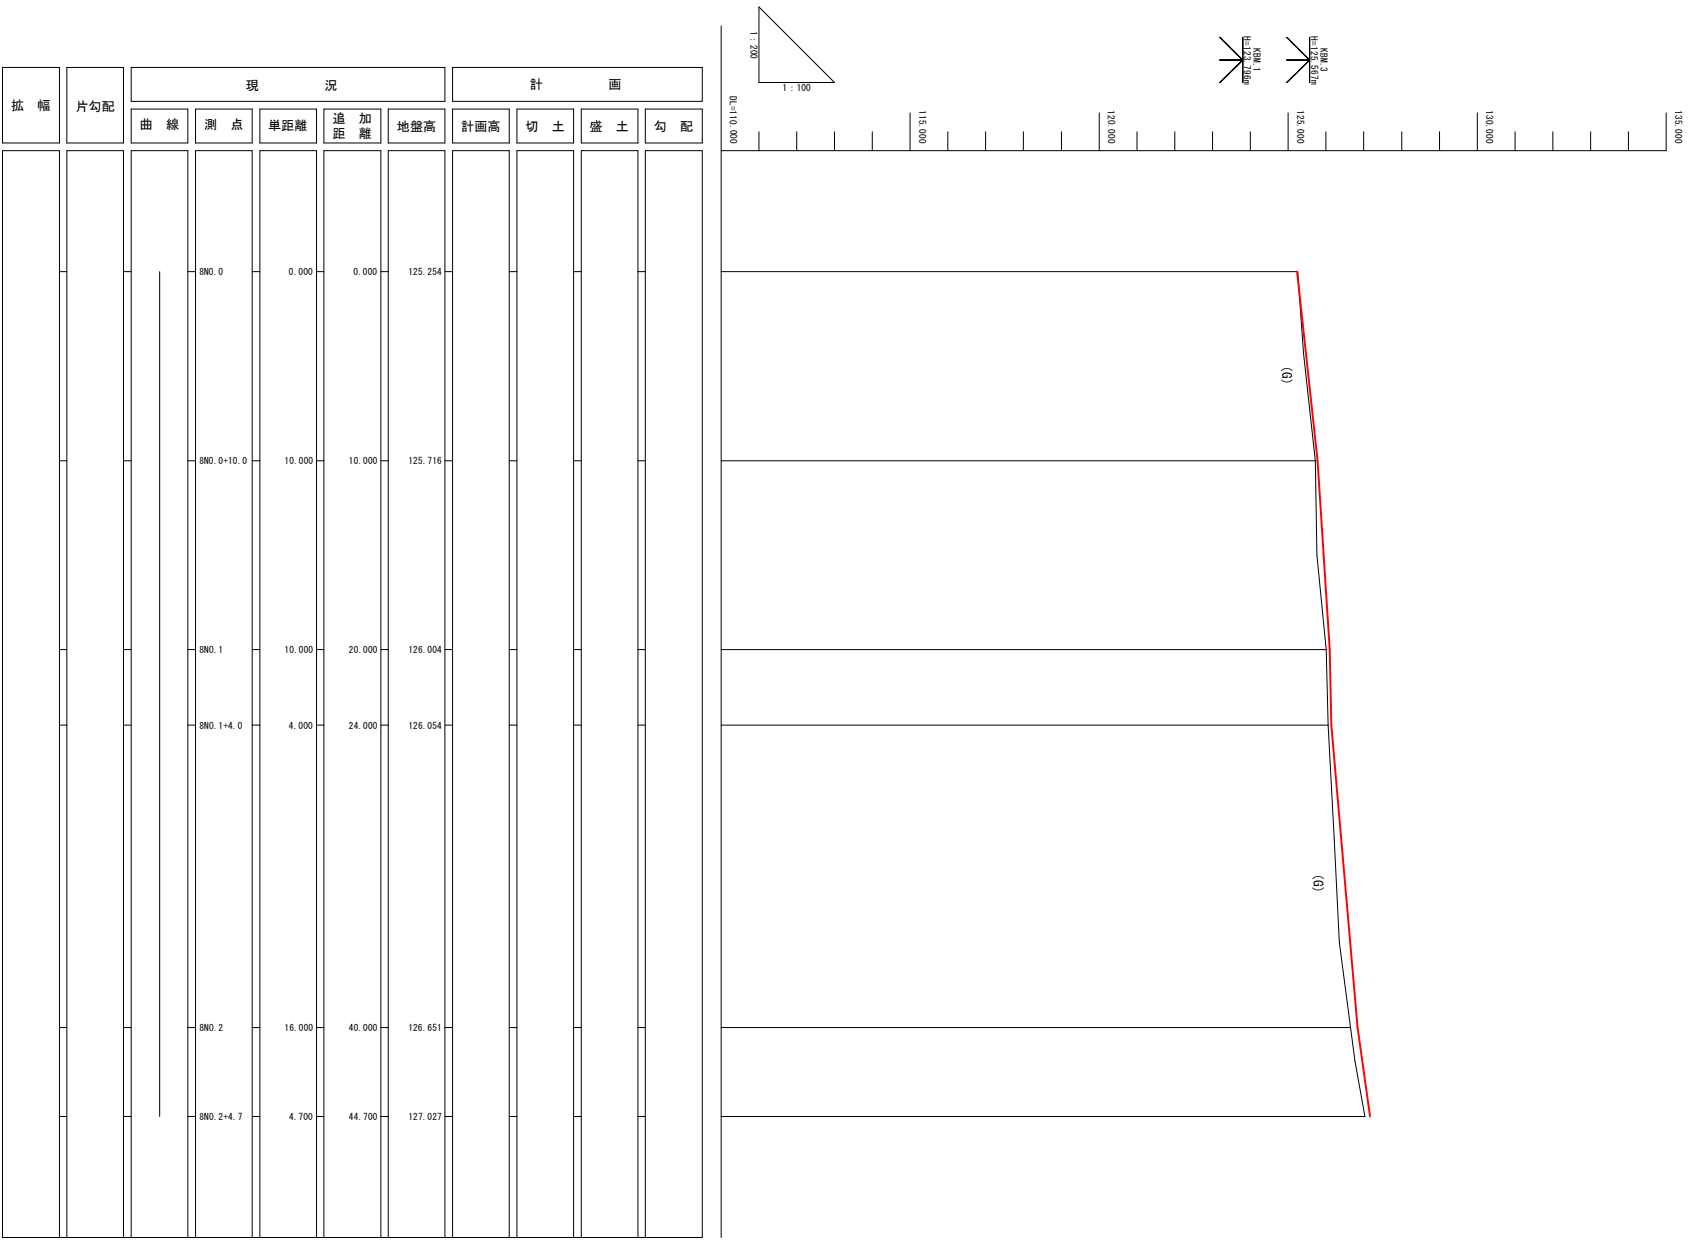 1 : 200
1 : 100
KBM.1
H=123.796m
KBM.3
H=125.567m
拡 幅
片勾配
現 況
計 画
曲 線
測 点
単距離
追 加
距 離
地盤高
計画高
切 土
盛 土
勾 配
DL=110.000
115.000
120.000
125.000
130.000
135.000
8NO.0 0.000 0.000 125.254
(G)
8NO.0+10.0 10.000 10.000 125.716
8NO.1 10.000 20.000 126.004
8NO.1+4.0 4.000 24.000 126.054
(G)
8NO.2 16.000 40.000 126.651
8NO.2+4.7 4.700 44.700 127.027